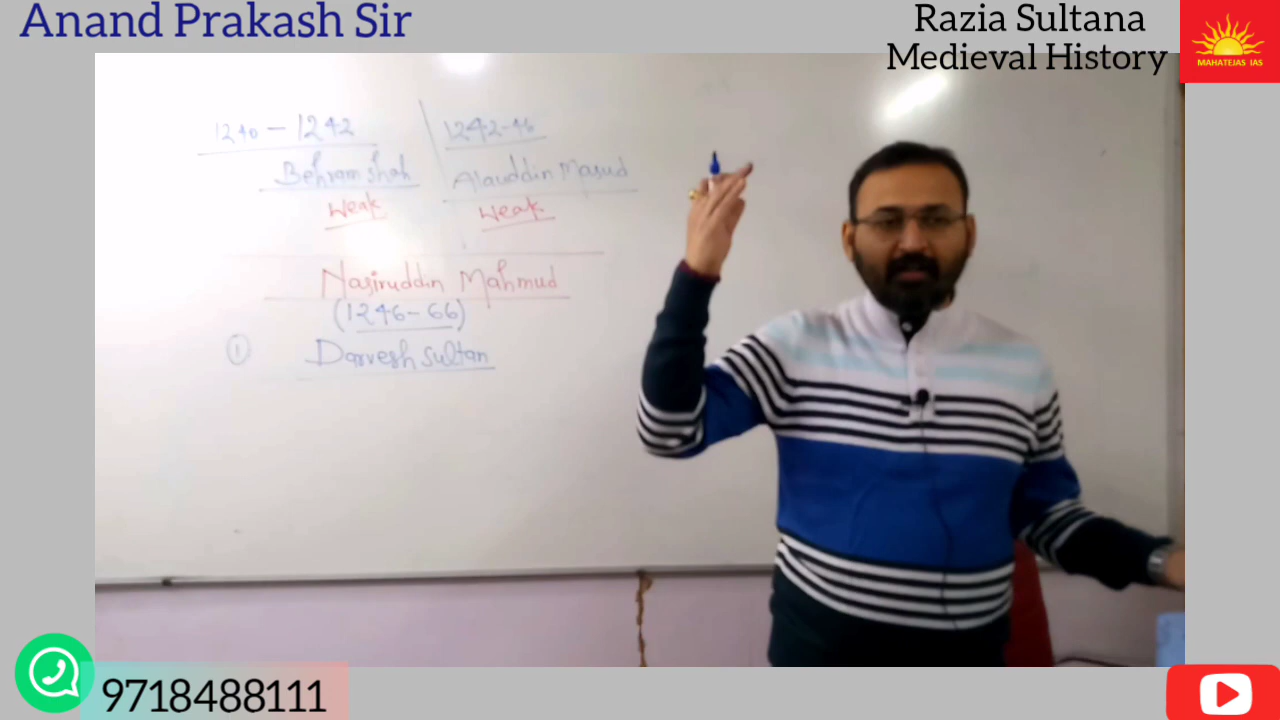 Anand Prakash Sir
Razia Sultana
Medieval History
MAHATEJAS IAS
1240 - 1242
1242-46
Behram shah
Alauddin Masud
Weak
Weak
Nasiruddin Mahmud
(1246-66)
① Darvesh Sultan
9718488111